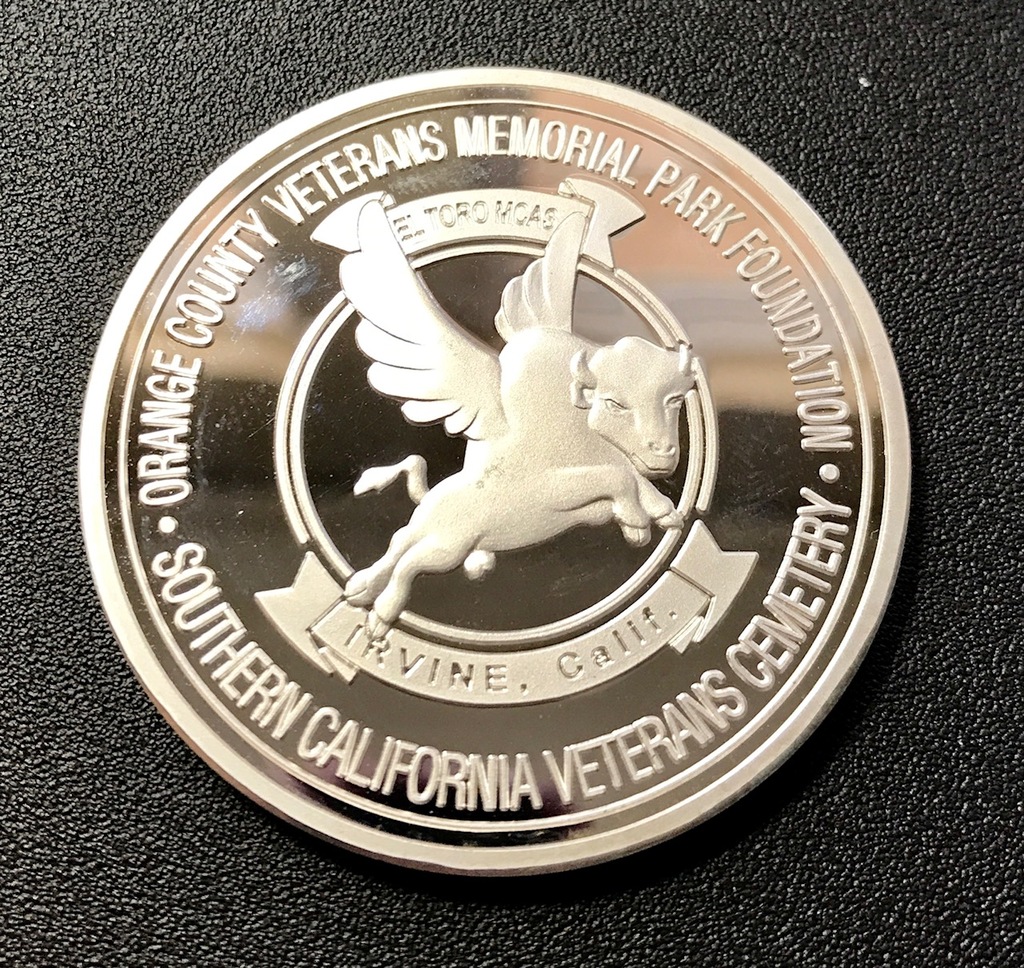 ORANGE COUNTY VETERANS MEMORIAL PARK FOUNDATION
EL TORO MCAS
IRVINE, Calif.
• SOUTHERN CALIFORNIA VETERANS CEMETERY •